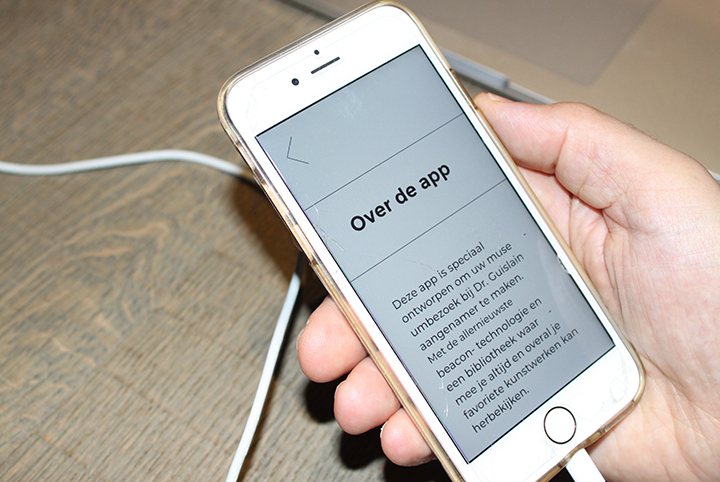 Over de app
Deze app is speciaal
ontworpen om uw muse
umbezoek bij Dr. Guislain
aangenamer te maken.
Met de allernieuwste
beacon- technologie en
een bibliotheek waar
mee je altijd en overal je
favoriete kunstwerken kan
herbekijken.